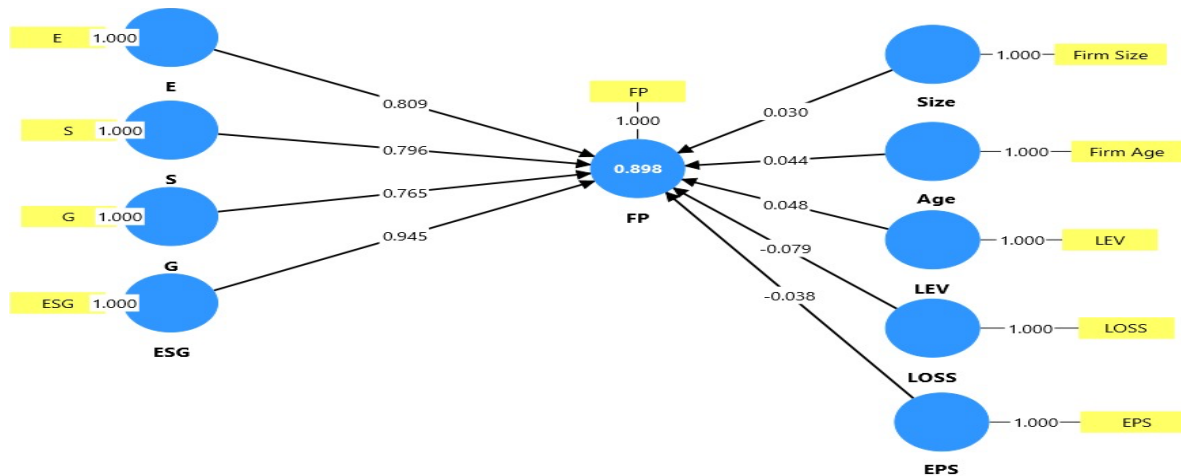 E 1.000
E
S 1.000
S
G 1.000
G
ESG 1.000
ESG
0.809
0.796
0.765
0.945
FP
1.000
0.898
FP
0.030
0.044
0.048
-0.079
-0.038
1.000 Firm Size
Size
1.000 Firm Age
Age
1.000 LEV
LEV
1.000 LOSS
LOSS
1.000 EPS
EPS